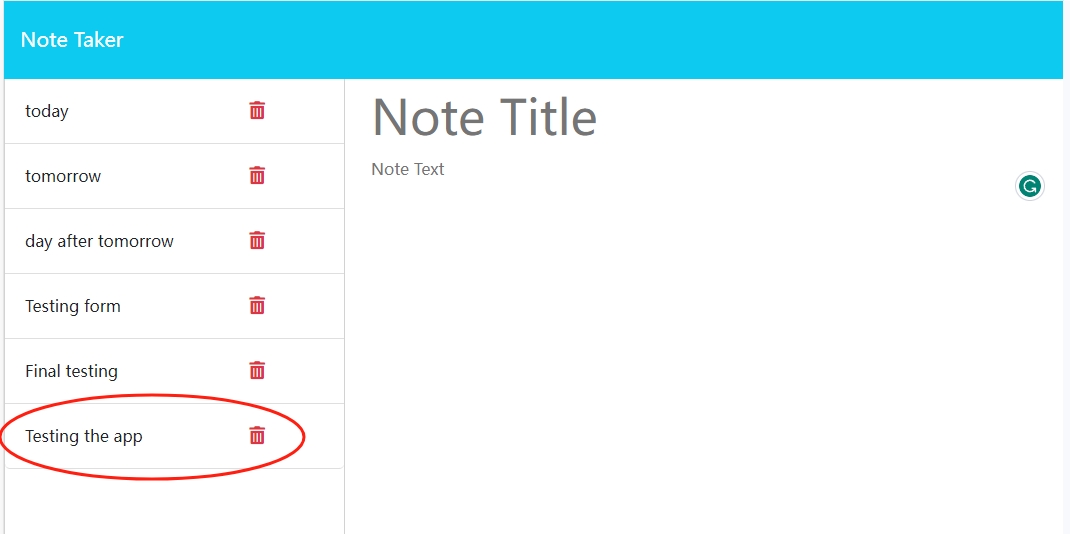 Note Taker
today
tomorrow
day after tomorrow
Testing form
Final testing
Testing the app
Note Title
Note Text